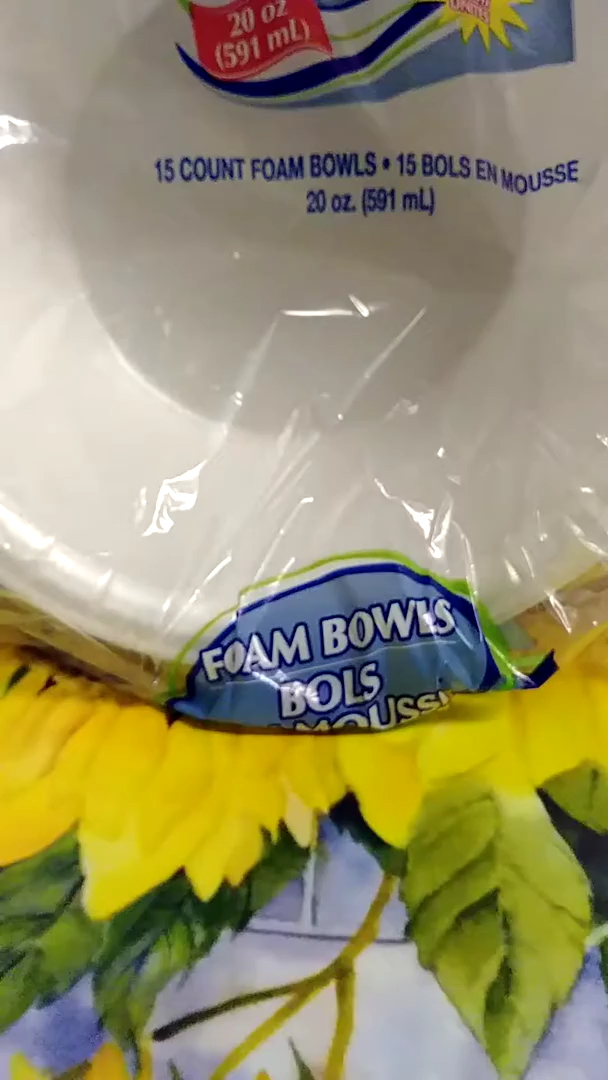 20 oz
(591 mL)
15 COUNT FOAM BOWLS • 15 BOLS EN MOUSSE
20 oz. (591 mL)
FOAM BOWLS
BOLS
MOUSSE